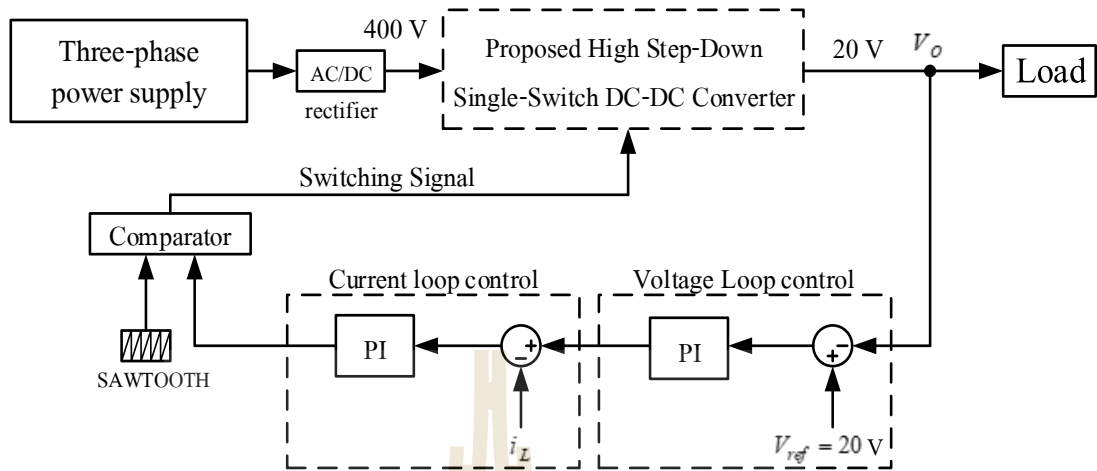 Three-phase
power supply
AC/DC
rectifier
400 V
Proposed High Step-Down
Single-Switch DC-DC Converter
20 V
V_O
Load
Switching Signal
Comparator
SAWTOOTH
Current loop control
PI
+
−
i_L
Voltage Loop control
PI
−
+
V_ref = 20 V